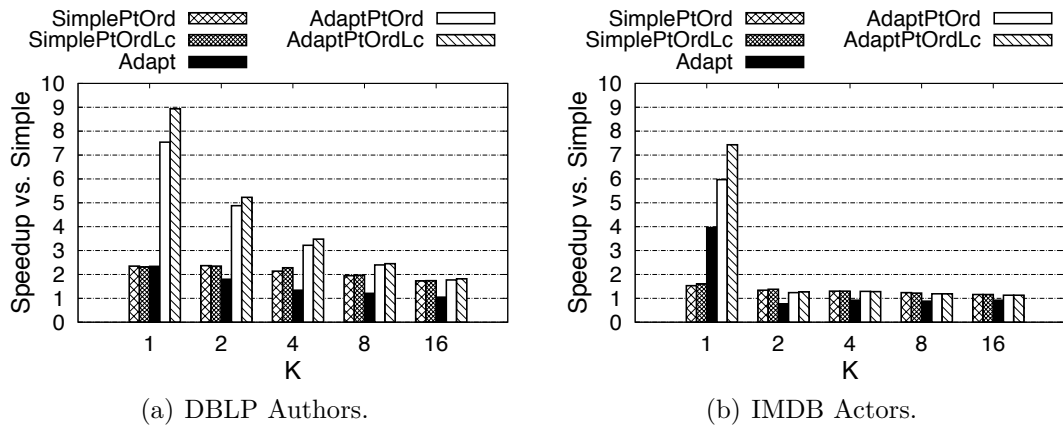 SimplePtOrd
SimplePtOrdLc
Adapt
AdaptPtOrd
AdaptPtOrdLc
Speedup vs. Simple
10
9
8
7
6
5
4
3
2
1
0
1 2 4 8 16
K
(a) DBLP Authors.
SimplePtOrd
SimplePtOrdLc
Adapt
AdaptPtOrd
AdaptPtOrdLc
Speedup vs. Simple
10
9
8
7
6
5
4
3
2
1
0
1 2 4 8 16
K
(b) IMDB Actors.